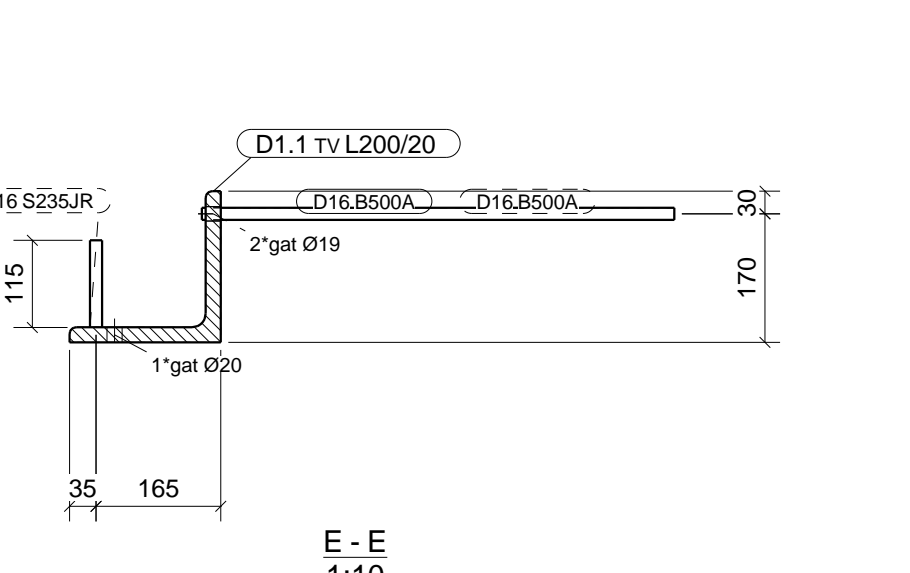 D1.1 TV L200/20
16 S235JR
D16.B500A
D16.B500A
30
2*gat Ø19
115
170
1*gat Ø20
35
165
E - E
1:10